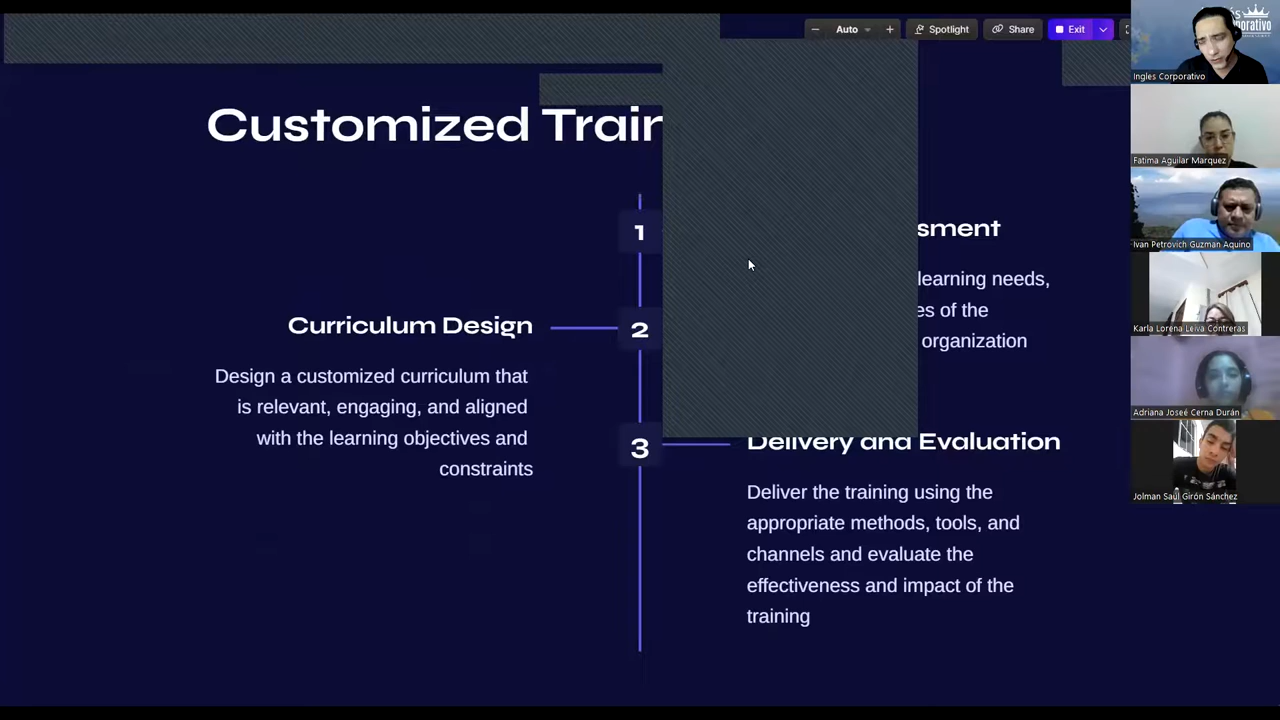 Auto
Spotlight
Share
Exit
Customized
1
learning needs,
of the
organization
2
Curriculum Design
Design a customized curriculum that
is relevant, engaging, and aligned
with the learning objectives and
constraints
3
Delivery and Evaluation
Deliver the training using the
appropriate methods, tools, and
channels and evaluate the
effectiveness and impact of the
training
Ingles Corporativo
Fatima Aguilar Marquez
Ivan Petrovich Guzman Aquino
Karla Lorena Leiva Contreras
Adriana Joseé Cerna Durán
Jolman Saúl Girón Sánchez